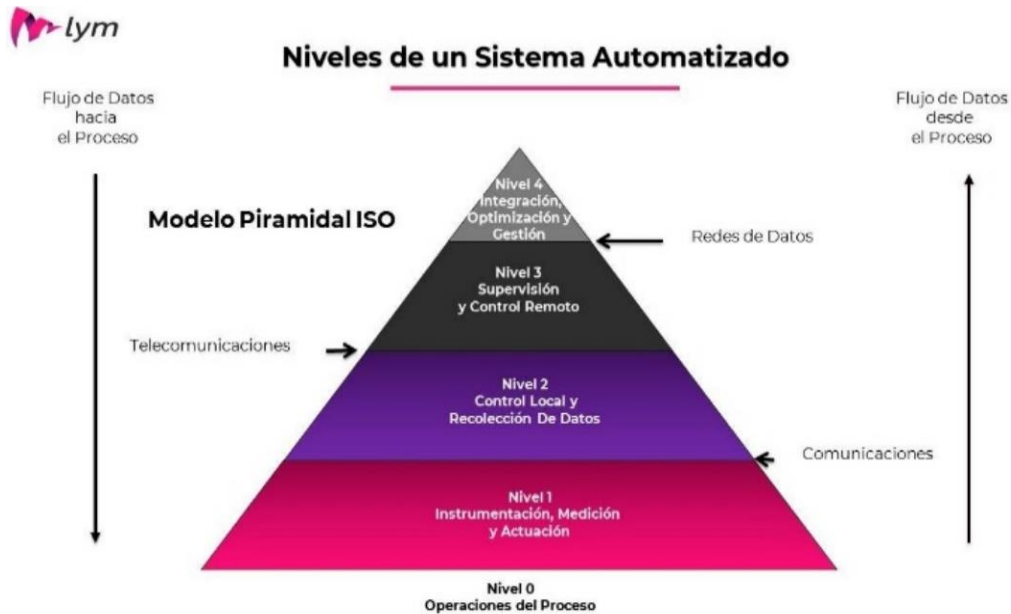 lym
Niveles de un Sistema Automatizado
Flujo de Datos
hacia
el Proceso
Flujo de Datos
desde
el Proceso
Modelo Piramidal ISO
Nivel 4
Integración,
Optimización y
Gestión
Redes de Datos
Nivel 3
Supervisión
y Control Remoto
Telecomunicaciones
Nivel 2
Control Local y
Recolección De Datos
Comunicaciones
Nivel 1
Instrumentación, Medición
y Actuación
Nivel 0
Operaciones del Proceso